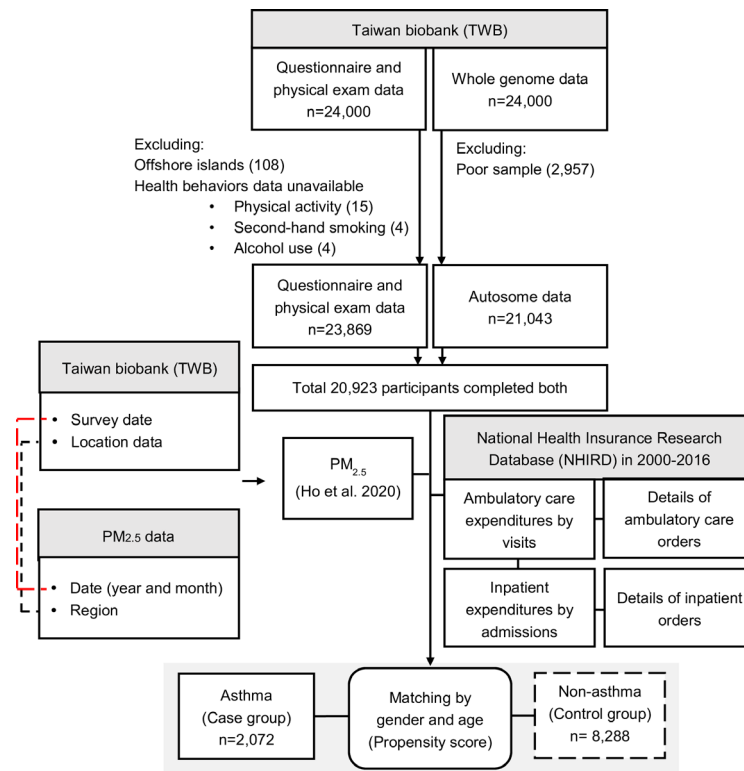 Taiwan biobank (TWB)
Questionnaire and
physical exam data
n=24,000
Whole genome data
n=24,000
Excluding:
Offshore islands (108)
Health behaviors data unavailable
• Physical activity (15)
• Second-hand smoking (4)
• Alcohol use (4)
Excluding:
Poor sample (2,957)
Questionnaire and
physical exam data
n=23,869
Autosome data
n=21,043
Total 20,923 participants completed both
Taiwan biobank (TWB)
• Survey date
• Location data
PM2.5 data
• Date (year and month)
• Region
PM2.5
(Ho et al. 2020)
National Health Insurance Research
Database (NHIRD) in 2000-2016
Ambulatory care
expenditures by
visits
Details of
ambulatory care
orders
Inpatient
expenditures by
admissions
Details of inpatient
orders
Asthma
(Case group)
n=2,072
Matching by
gender and age
(Propensity score)
Non-asthma
(Control group)
n= 8,288